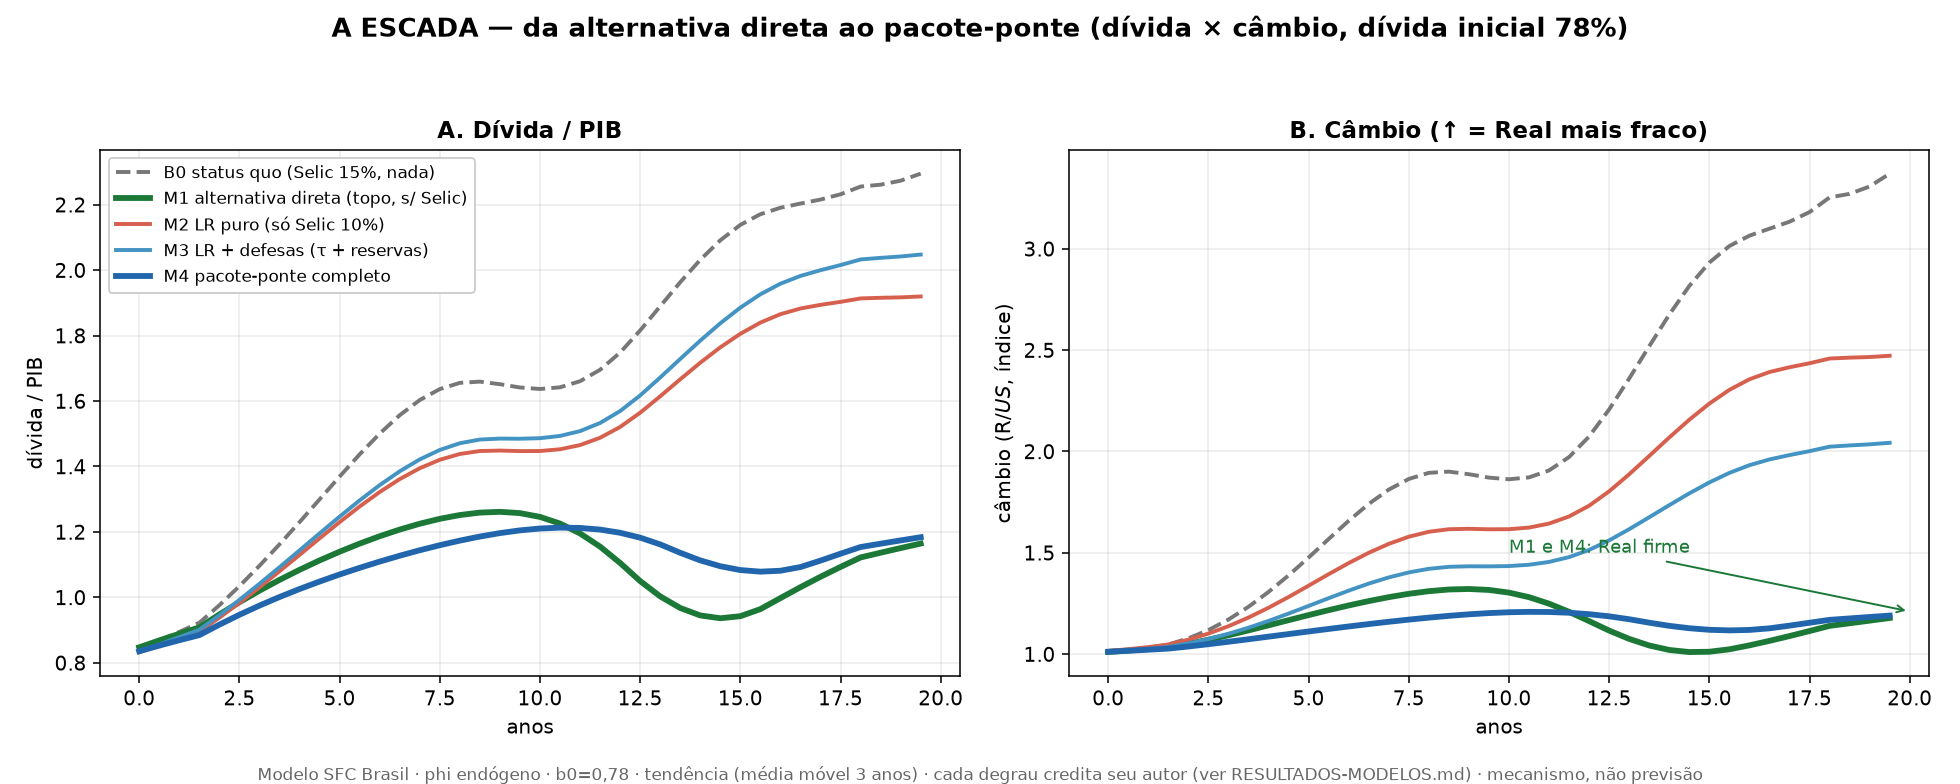 A ESCADA — da alternativa direta ao pacote-ponte (dívida × câmbio, dívida inicial 78%)
A. Dívida / PIB
B0 status quo (Selic 15%, nada)
M1 alternativa direta (topo, s/ Selic)
M2 LR puro (só Selic 10%)
M3 LR + defesas (τ + reservas)
M4 pacote-ponte completo
dívida / PIB
2.2
2.0
1.8
1.6
1.4
1.2
1.0
0.8
0.0 2.5 5.0 7.5 10.0 12.5 15.0 17.5 20.0
anos
B. Câmbio (↑ = Real mais fraco)
câmbio (R/US, índice)
3.0
2.5
2.0
1.5
1.0
M1 e M4: Real firme
0.0 2.5 5.0 7.5 10.0 12.5 15.0 17.5 20.0
anos
Modelo SFC Brasil · phi endógeno · b0=0,78 · tendência (média móvel 3 anos) · cada degrau credita seu autor (ver RESULTADOS-MODELOS.md) · mecanismo, não previsão